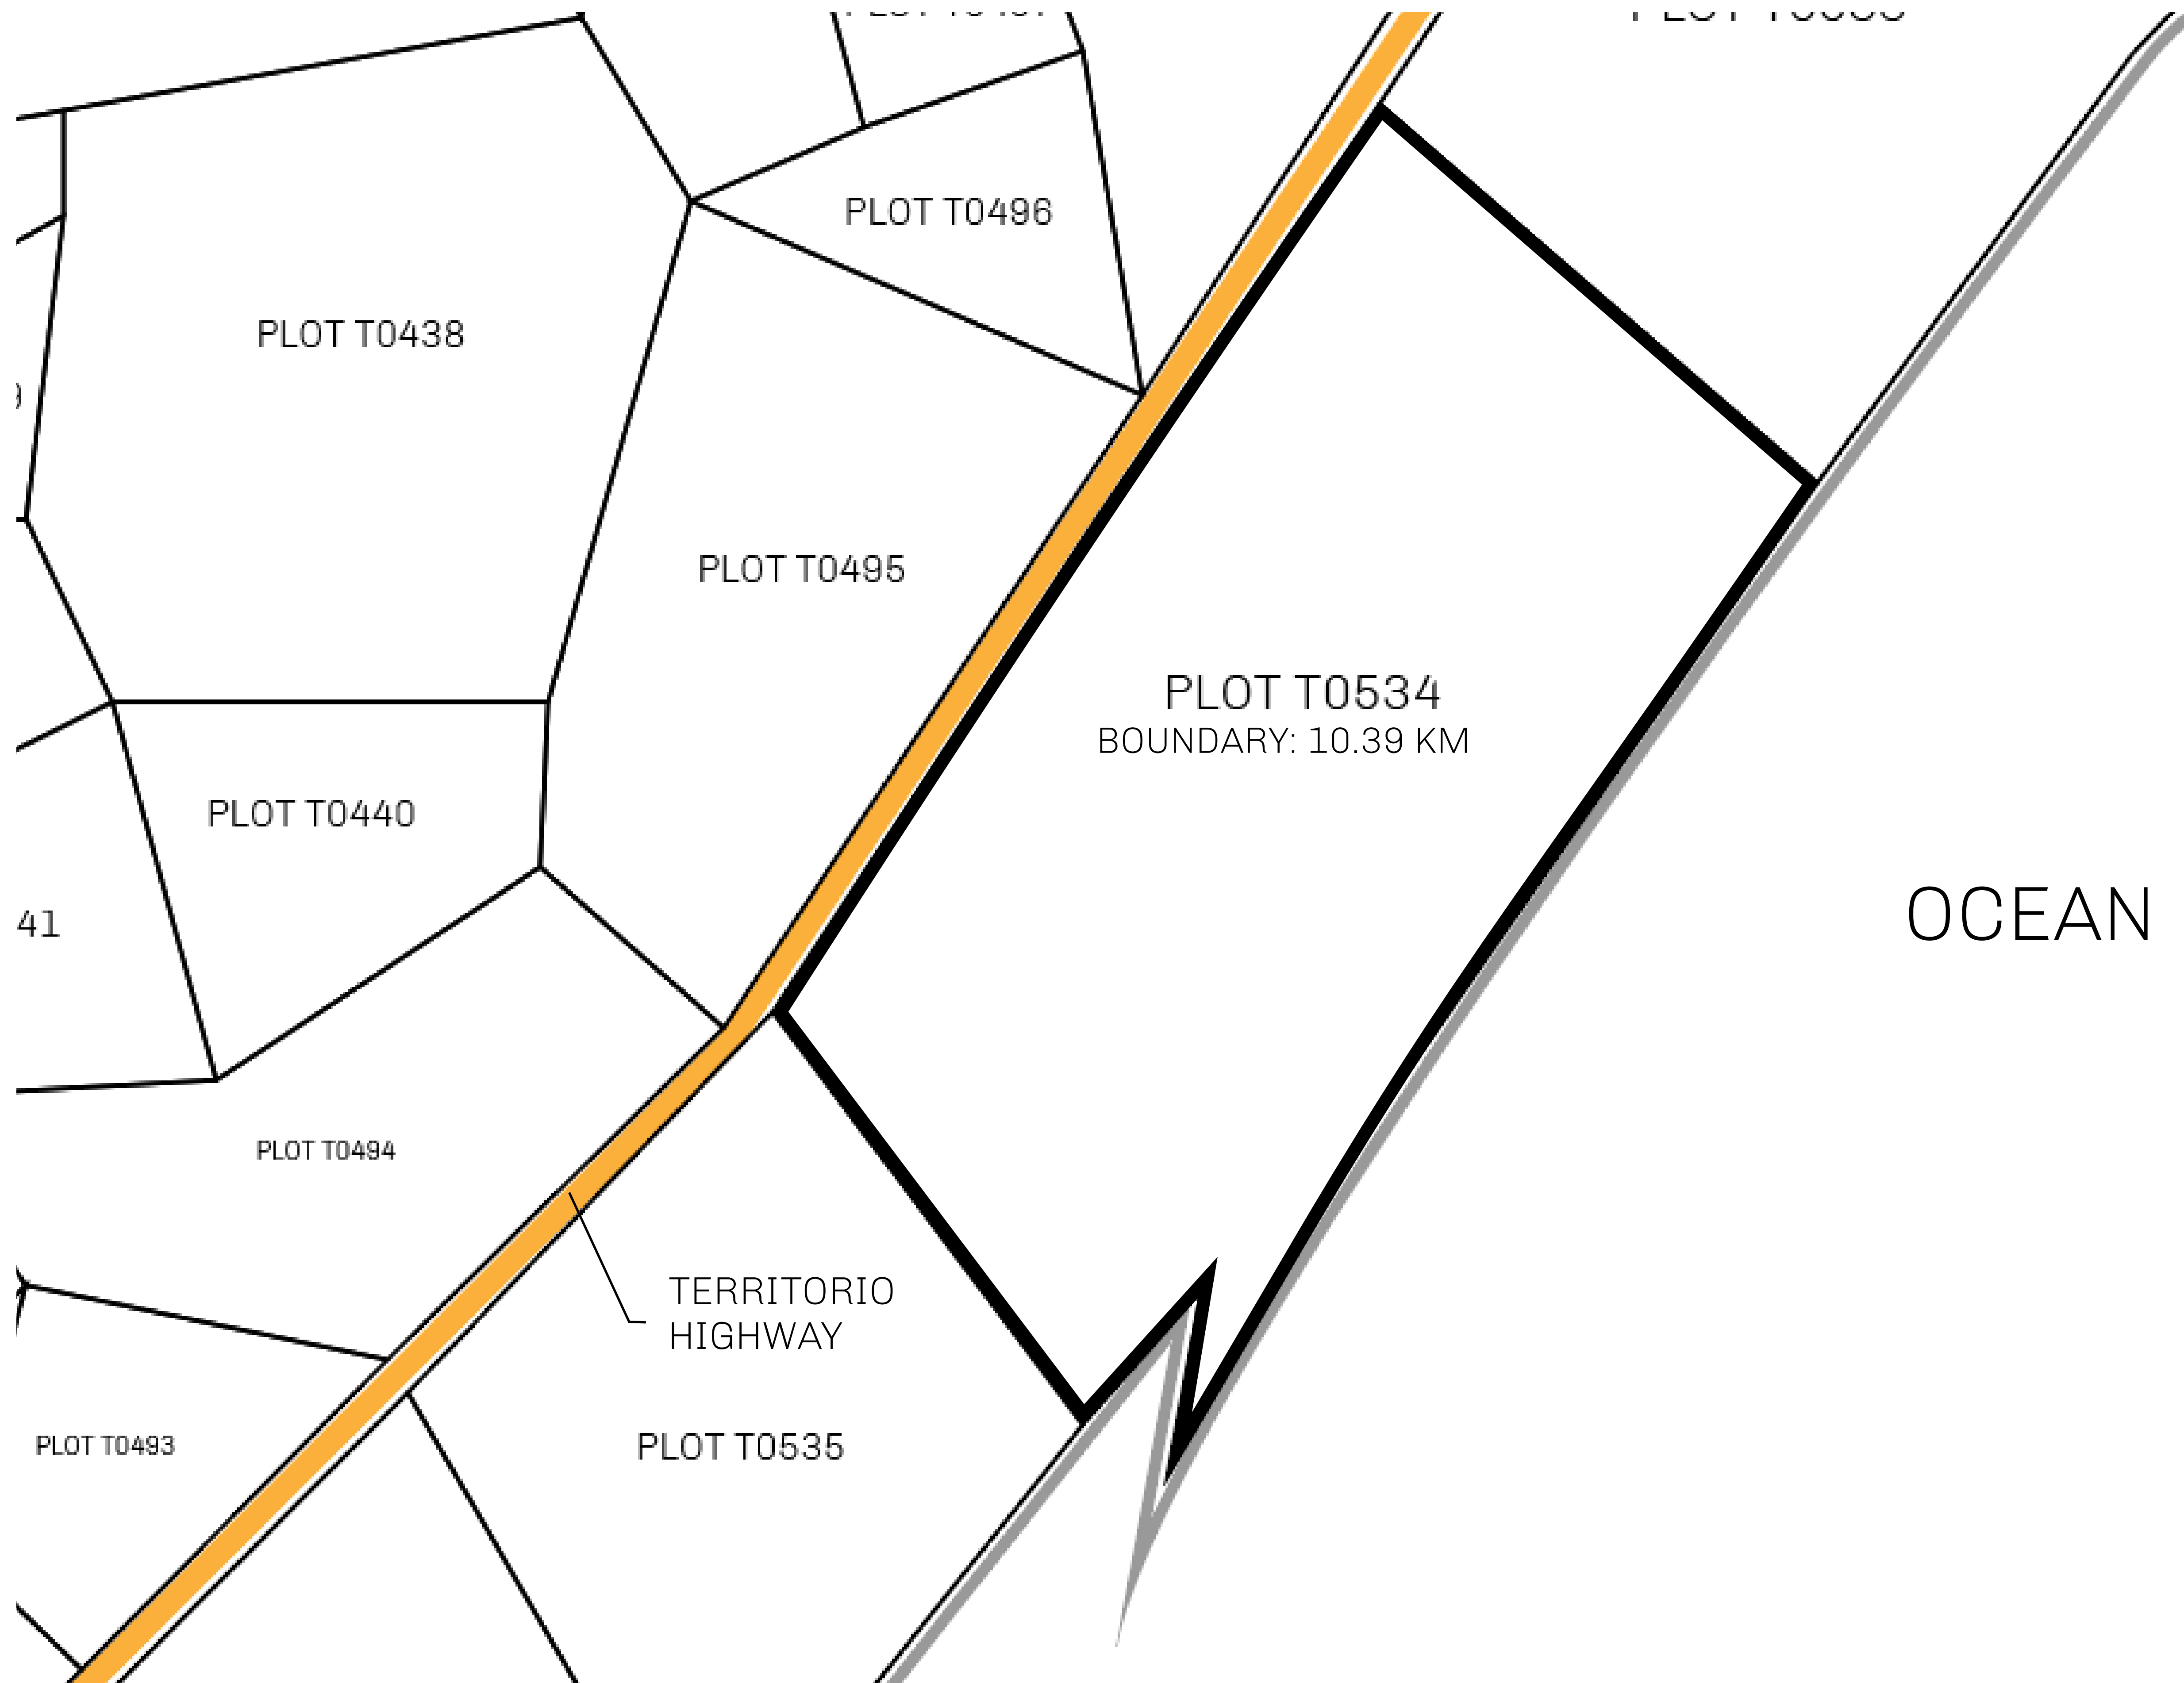 PLOT T0496
PLOT T0438
PLOT T0495
PLOT T0534
BOUNDARY: 10.39 KM
PLOT T0440
OCEAN
41
PLOT T0494
TERRITORIO
HIGHWAY
PLOT T0493
PLOT T0535